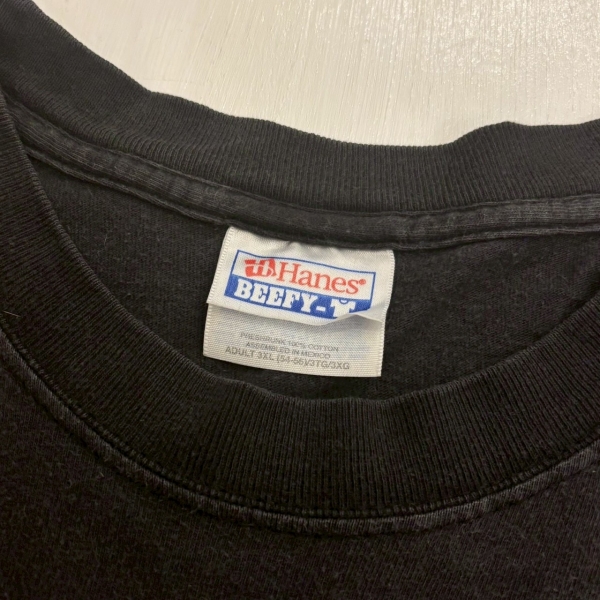 Hanes®
BEEFY-T
PRESHRUNK 100% COTTON
ASSEMBLED IN MEXICO
ADULT 3XL (54-56)/3TG/3XG